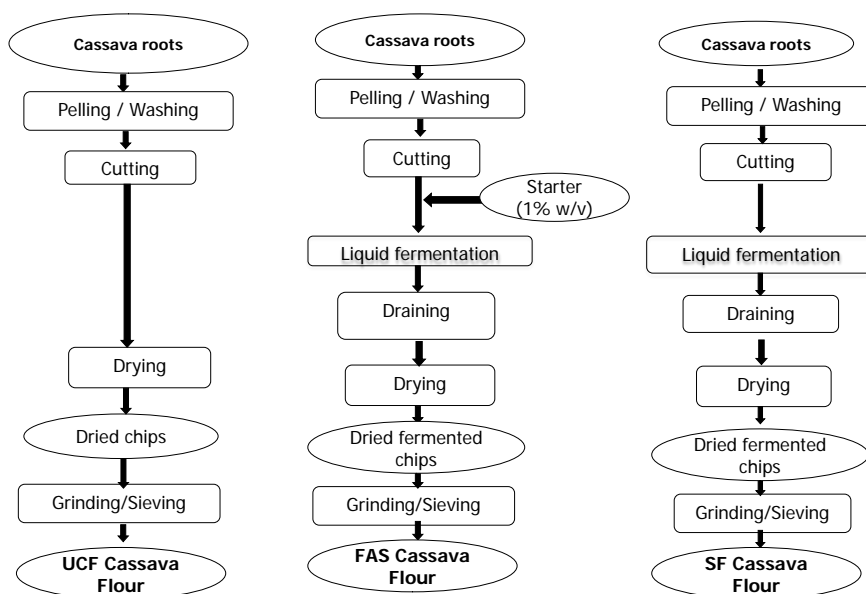 Cassava roots
Pelling / Washing
Cutting
Drying
Dried chips
Grinding/Sieving
UCF Cassava
Flour
Cassava roots
Pelling / Washing
Cutting
Starter
(1% w/v)
Liquid fermentation
Draining
Drying
Dried fermented
chips
Grinding/Sieving
FAS Cassava
Flour
Cassava roots
Pelling / Washing
Cutting
Liquid fermentation
Draining
Drying
Dried fermented
chips
Grinding/Sieving
SF Cassava
Flour